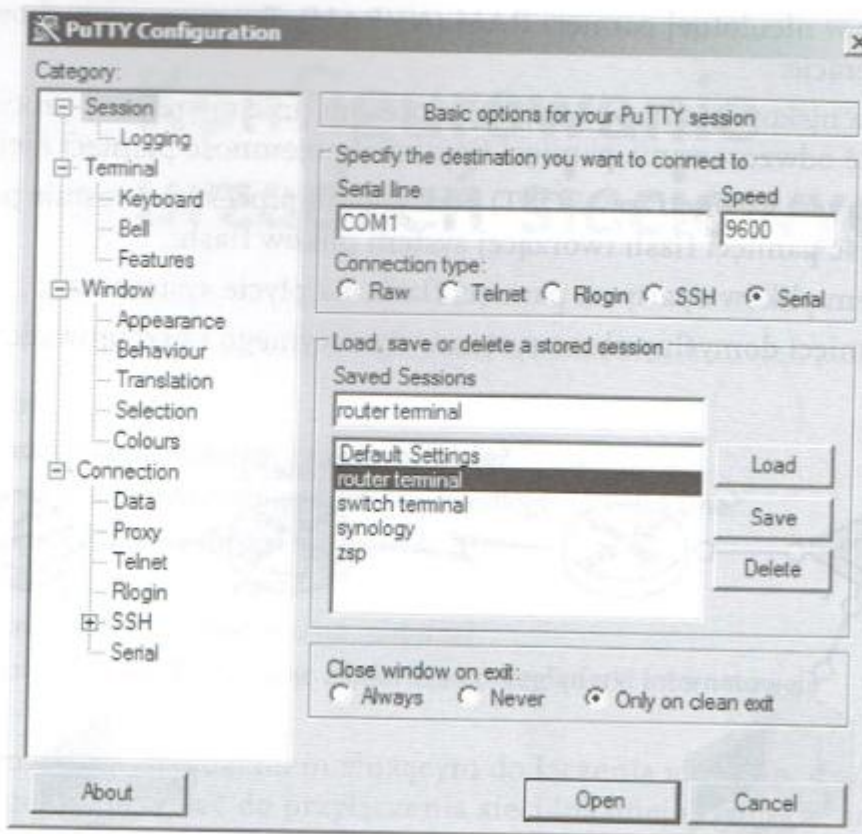 PuTTY Configuration
Category:
Session
Logging
Terminal
Keyboard
Bell
Features
Window
Appearance
Behaviour
Translation
Selection
Colours
Connection
Data
Proxy
Telnet
Rlogin
SSH
Serial
Basic options for your PuTTY session
Specify the destination you want to connect to
Serial line Speed
COM1 9600
Connection type:
Raw Telnet Rlogin SSH Serial
Load, save or delete a stored session
Saved Sessions
router terminal
Default Settings
router terminal
switch terminal
synology
zsp
Load
Save
Delete
Close window on exit:
Always Never Only on clean exit
About Open Cancel